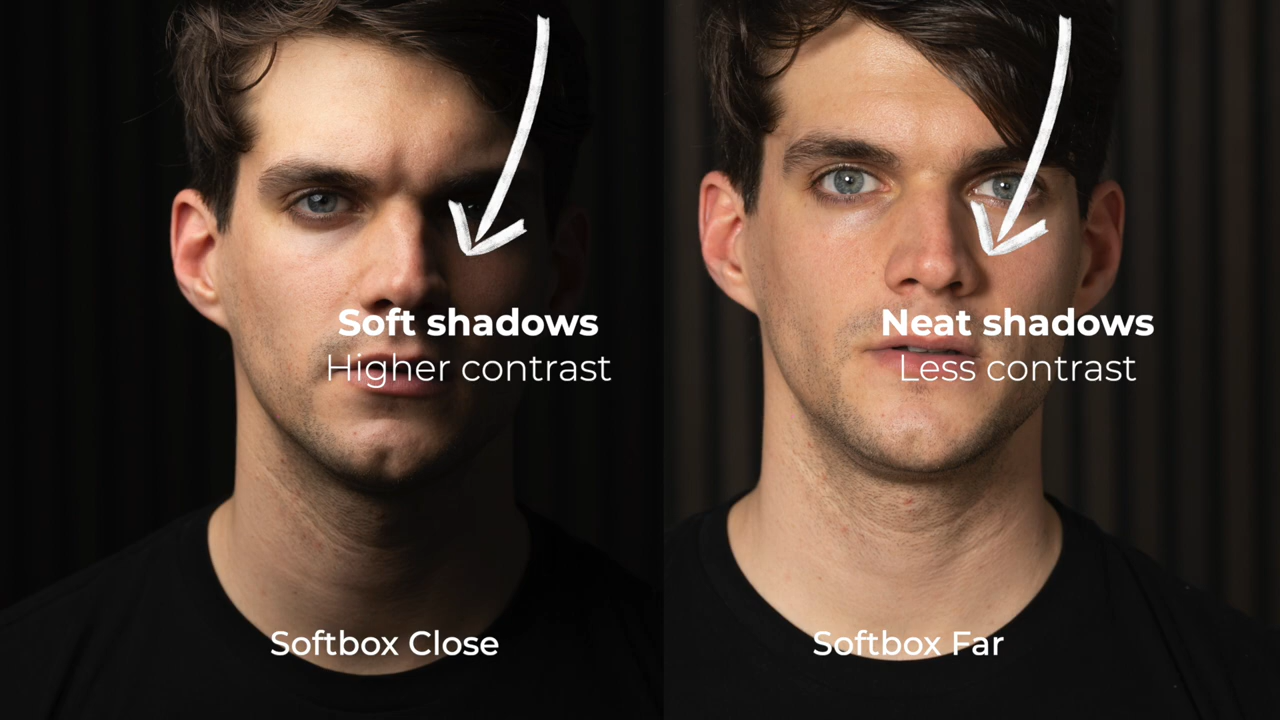 Soft shadows
Higher contrast
Softbox Close
Neat shadows
Less contrast
Softbox Far